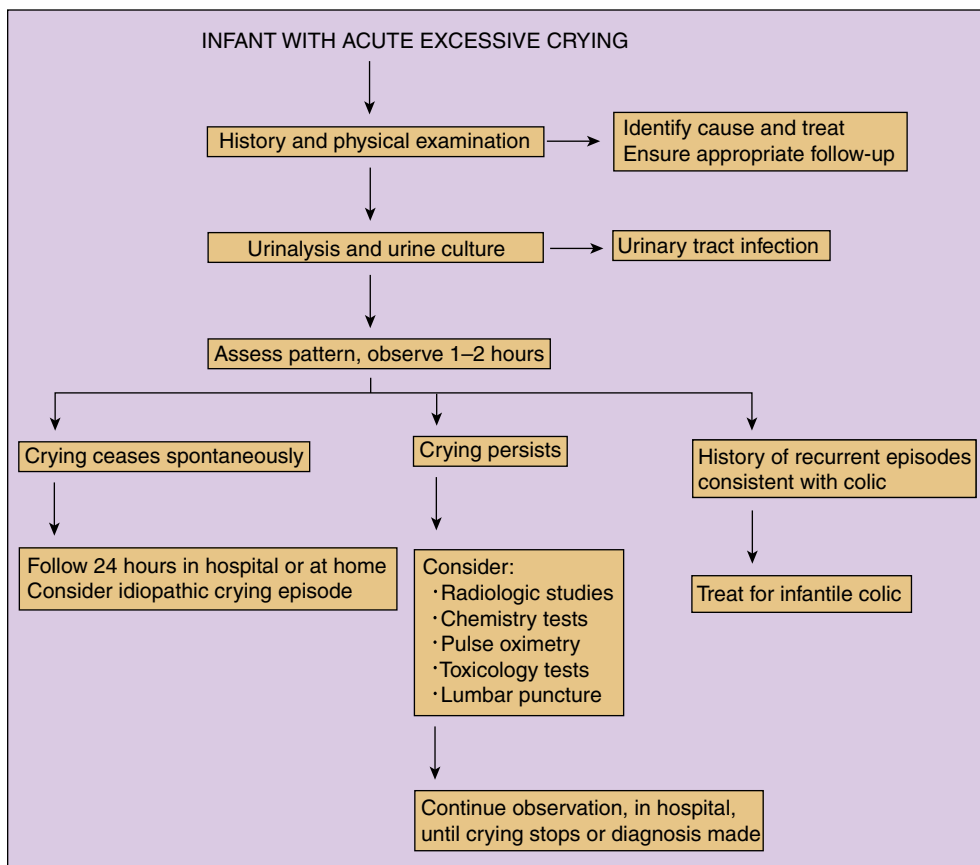 INFANT WITH ACUTE EXCESSIVE CRYING
History and physical examination
Identify cause and treat
Ensure appropriate follow-up
Urinalysis and urine culture
Urinary tract infection
Assess pattern, observe 1–2 hours
Crying ceases spontaneously
Crying persists
History of recurrent episodes
consistent with colic
Follow 24 hours in hospital or at home
Consider idiopathic crying episode
Consider:
· Radiologic studies
· Chemistry tests
· Pulse oximetry
· Toxicology tests
· Lumbar puncture
Treat for infantile colic
Continue observation, in hospital,
until crying stops or diagnosis made